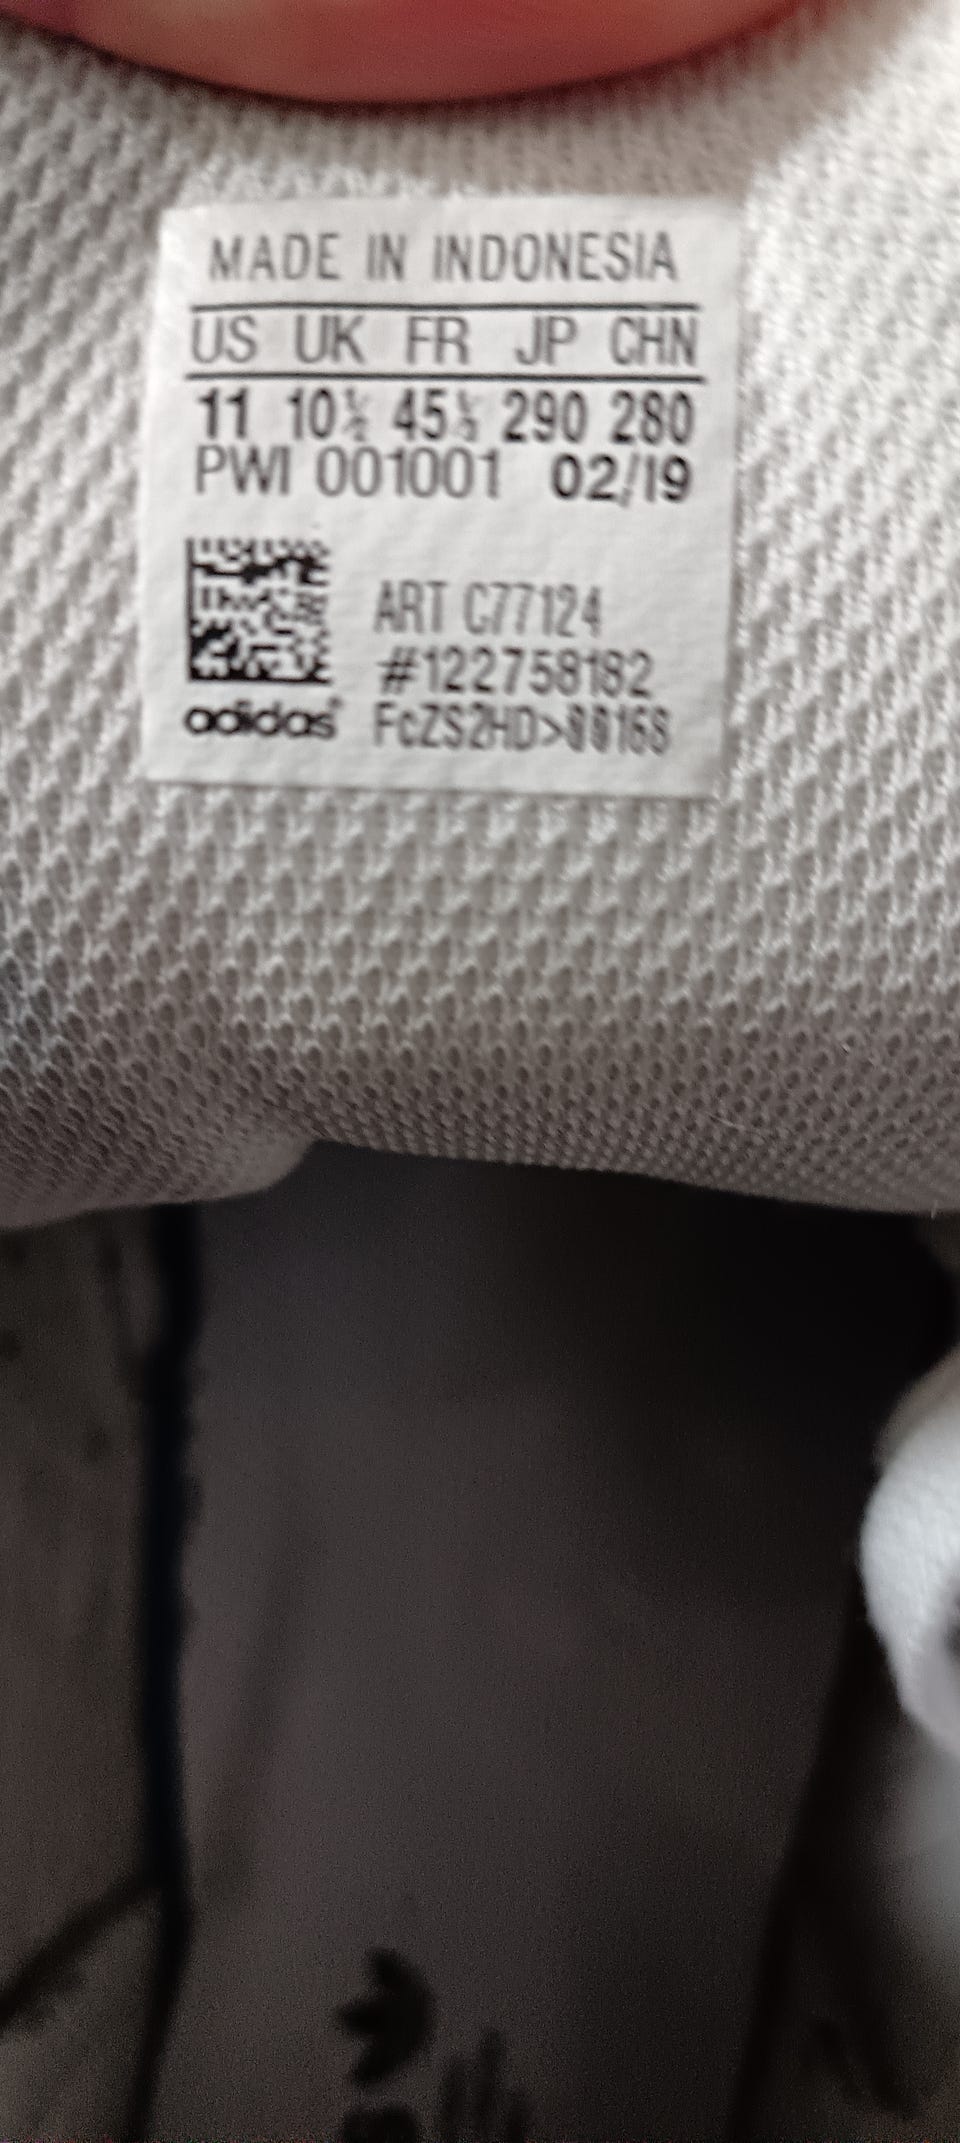 MADE IN INDONESIA
US UK FR JP CHN
11 10½ 45⅓ 290 280
PWI 001001 02/19
ART C77124
#122758182
adidas